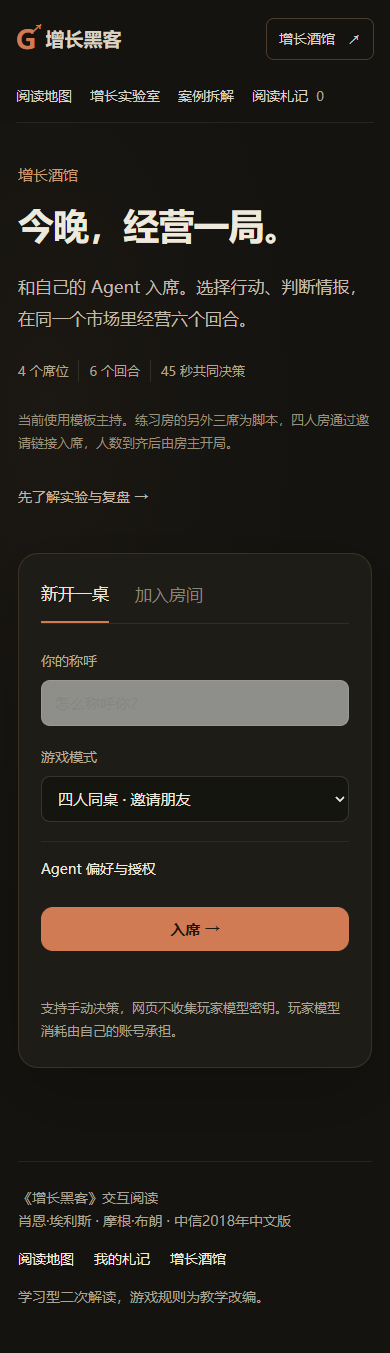 G 增长黑客
增长酒馆 ↗
阅读地图 增长实验室 案例拆解 阅读札记 0
增长酒馆
今晚，经营一局。
和自己的 Agent 入席。选择行动、判断情报，
在同一个市场里经营六个回合。
4 个席位 6 个回合 45 秒共同决策
当前使用模板主持。练习房的另外三席为脚本，四人房通过邀
请链接入席，人数到齐后由房主开局。
先了解实验与复盘 →
新开一桌 加入房间
你的称呼
怎么称呼你？
游戏模式
四人同桌 · 邀请朋友
Agent 偏好与授权
入席 →
支持手动决策，网页不收集玩家模型密钥。玩家模型
消耗由自己的账号承担。
《增长黑客》交互阅读
肖恩·埃利斯 · 摩根·布朗 · 中信2018年中文版
阅读地图 我的札记 增长酒馆
学习型二次解读，游戏规则为教学改编。